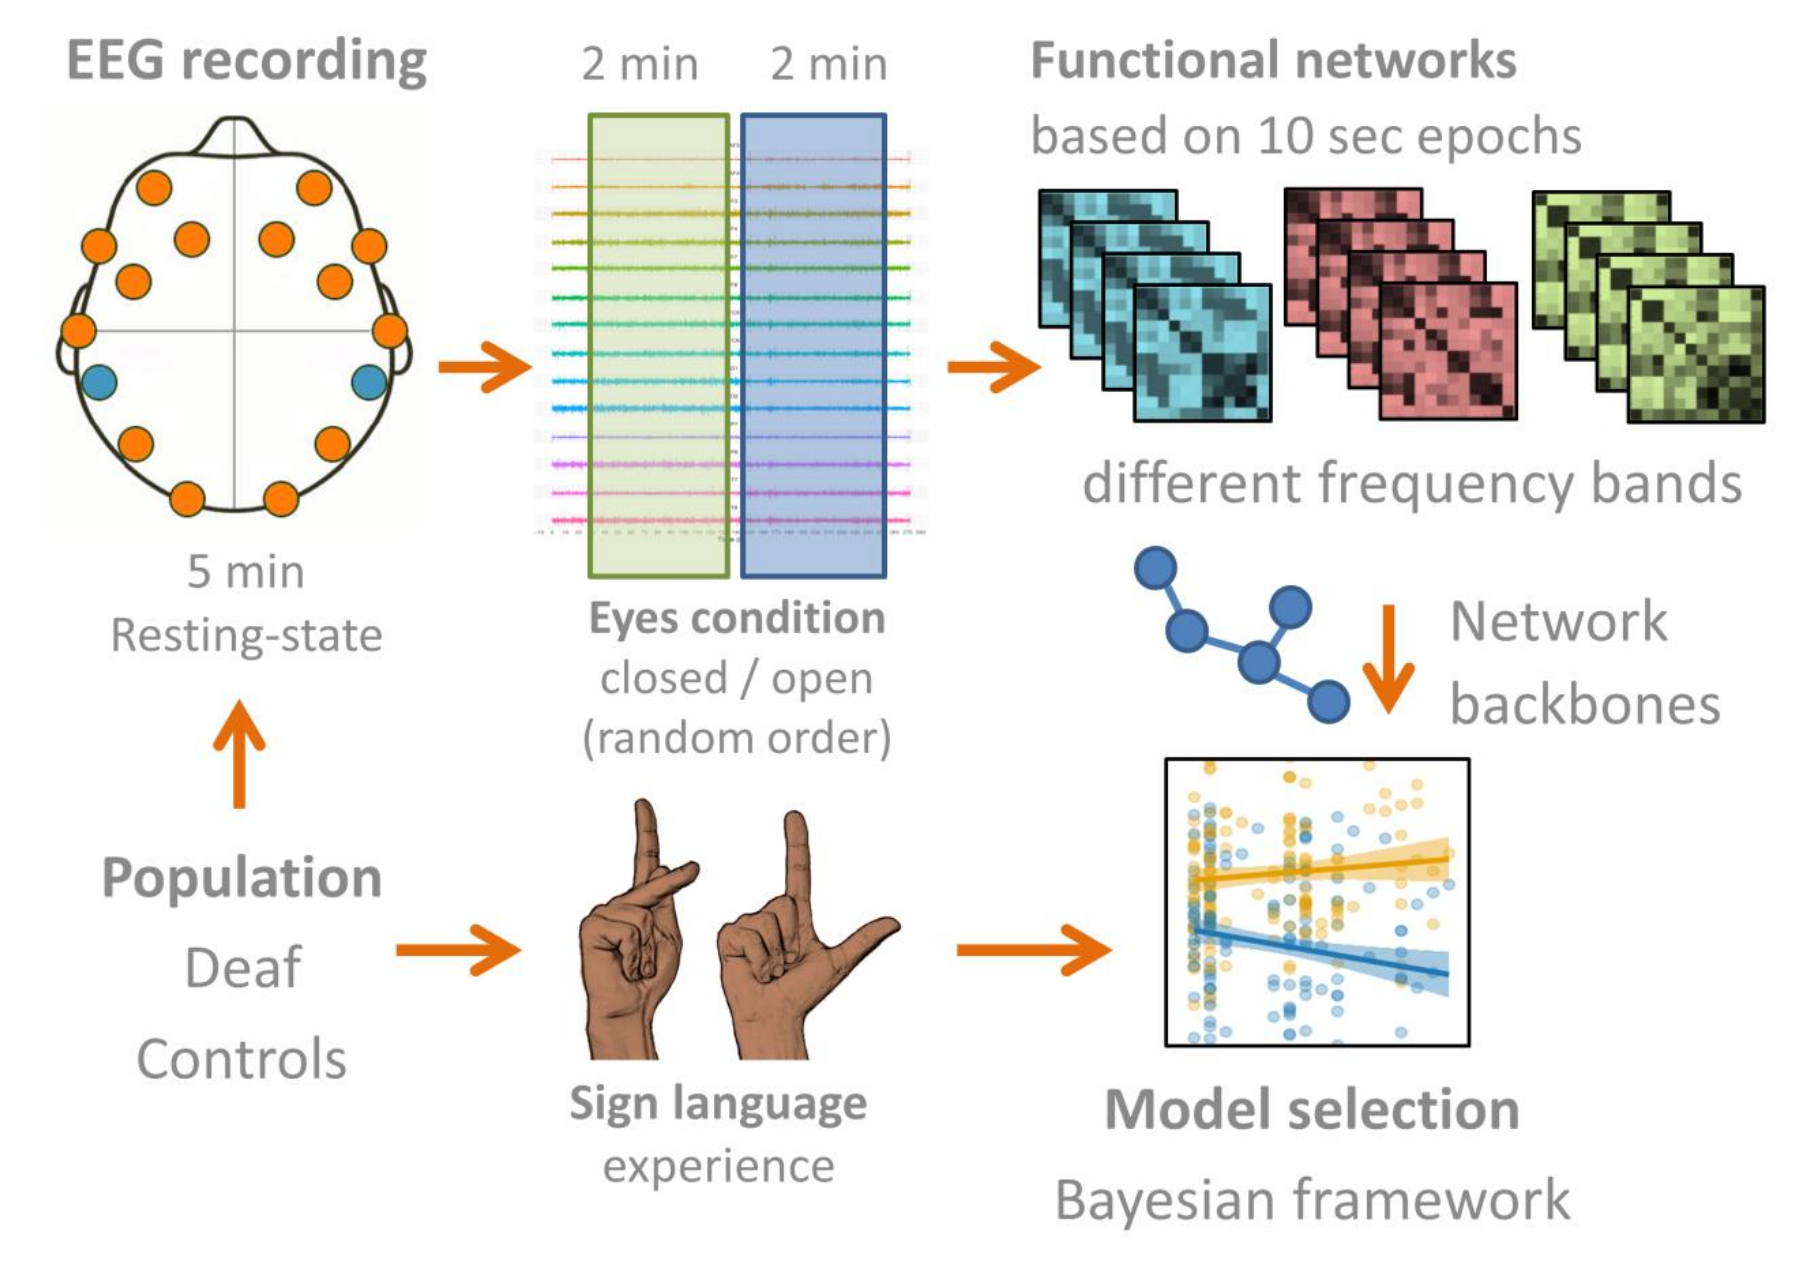 EEG recording
5 min
Resting-state
2 min
2 min
Eyes condition
closed / open
(random order)
Functional networks
based on 10 sec epochs
different frequency bands
Network
backbones
Population
Deaf
Controls
Sign language
experience
Model selection
Bayesian framework